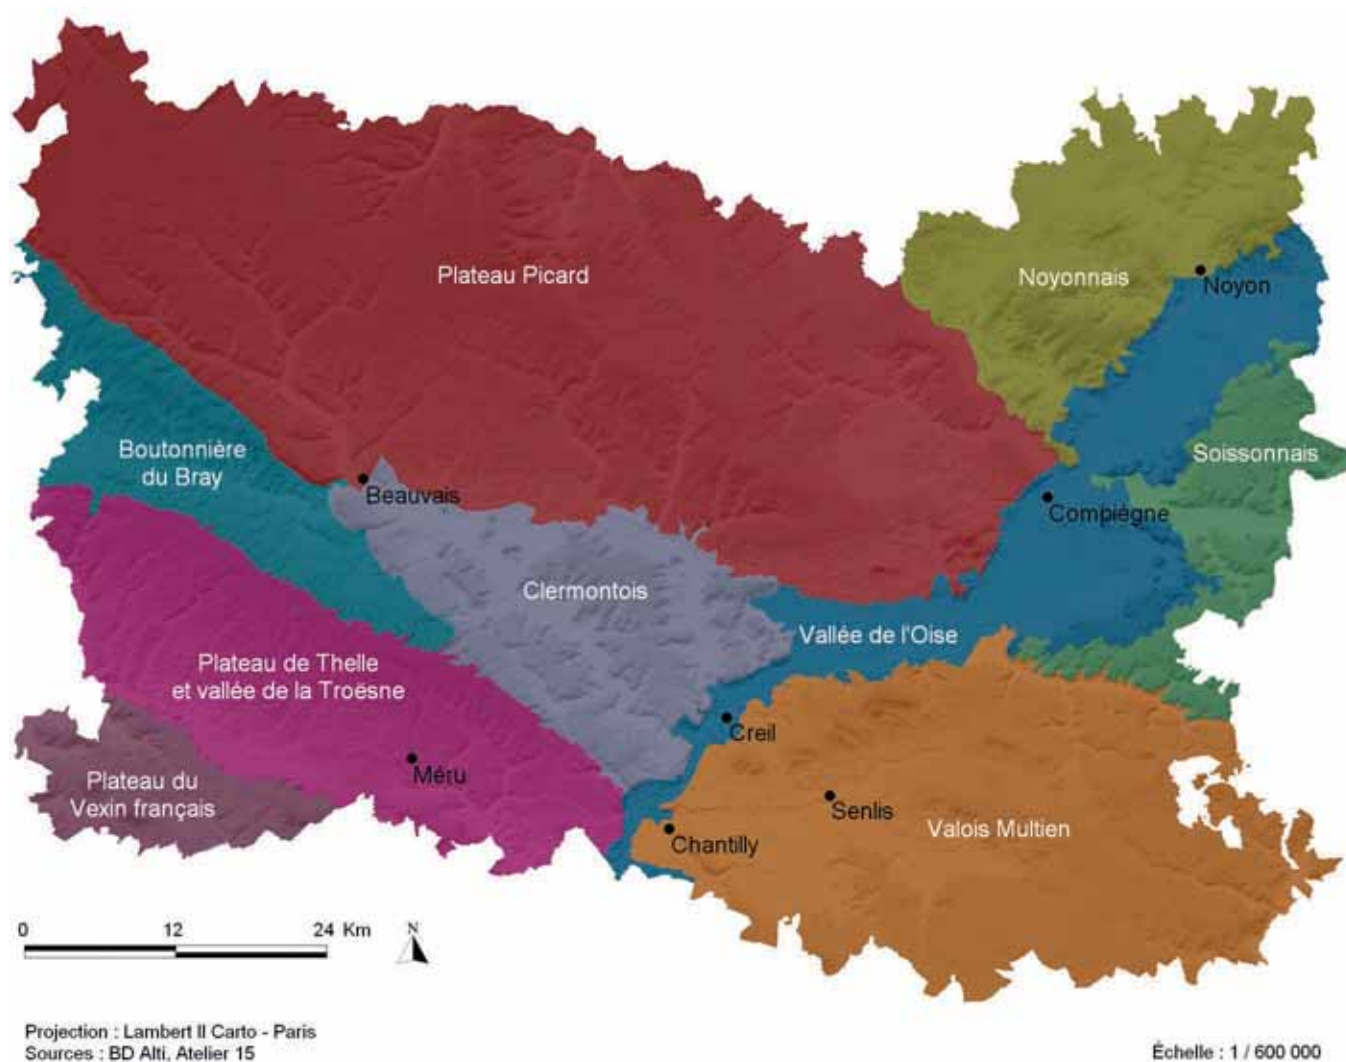 Plateau Picard
Noyonnais
Noyon
Boutonnière
du Bray
Soissonnais
Beauvais
Compiègne
Clermontois
Vallée de l'Oise
Plateau de Thelle
et vallée de la Troësne
Creil
Méru
Plateau du
Vexin français
Senlis
Valois Multien
Chantilly
0 12 24 Km
N
Projection : Lambert II Carto - Paris
Sources : BD Alti, Atelier 15
Échelle : 1 / 600 000